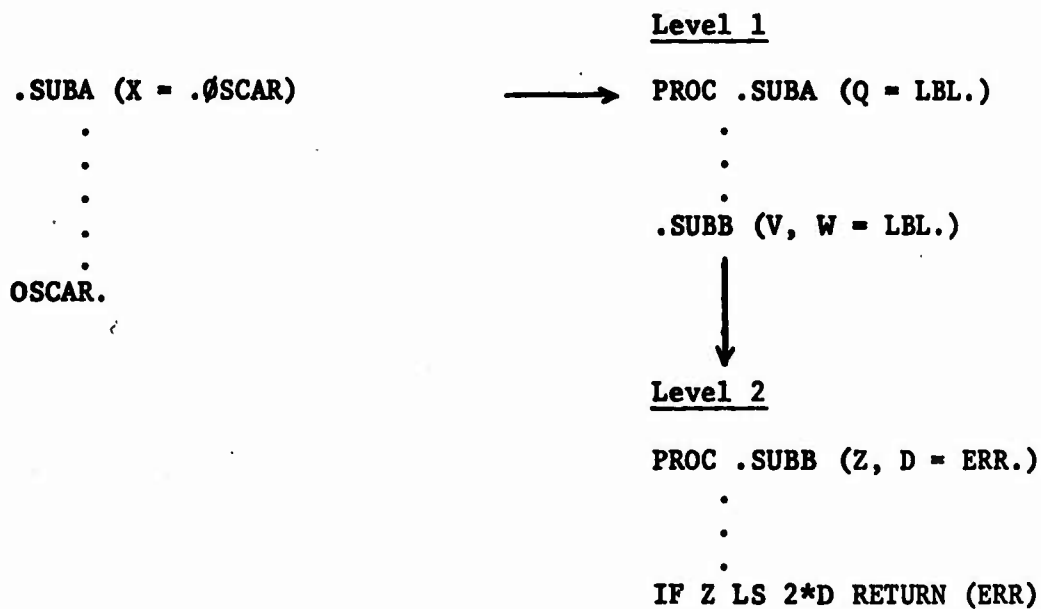 Level 1
.SUBA (X = .ØSCAR)
PROC .SUBA (Q = LBL.)
.SUBB (V, W = LBL.)
OSCAR.
Level 2
PROC .SUBB (Z, D = ERR.)
IF Z LS 2*D RETURN (ERR)